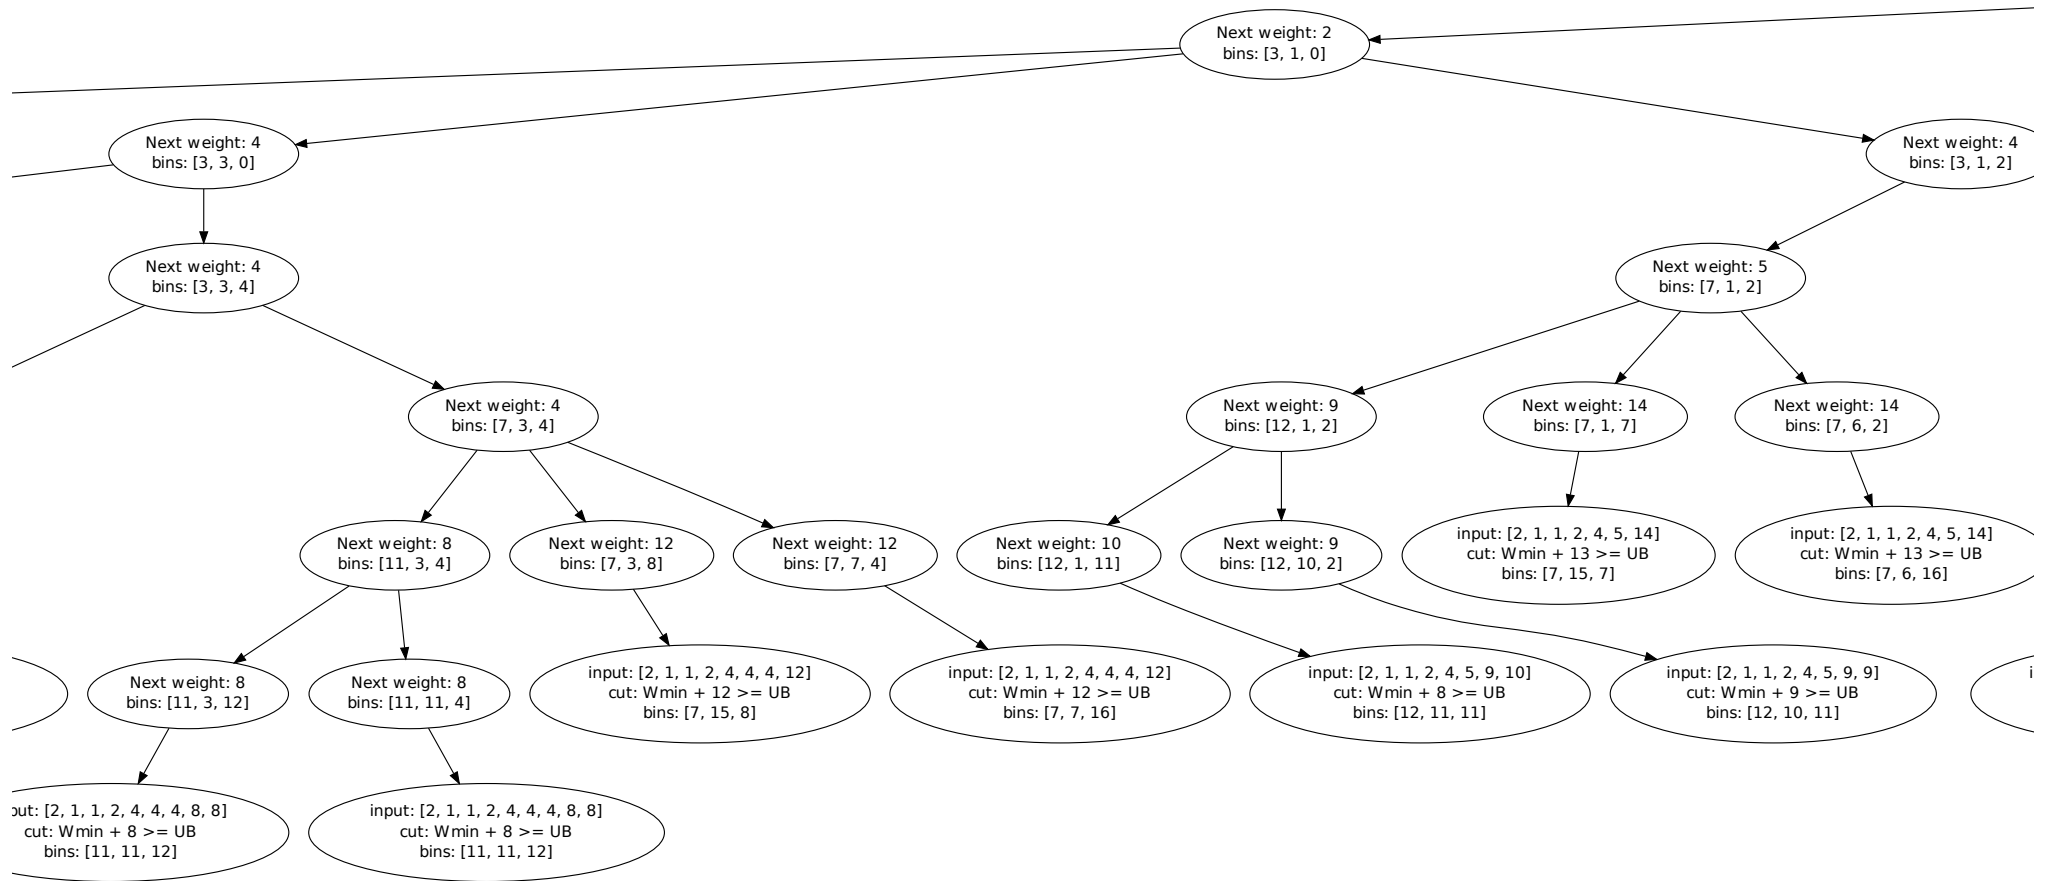 Next weight: 2
bins: [3, 1, 0]
Next weight: 4
bins: [3, 3, 0]
Next weight: 4
bins: [3, 1, 2]
Next weight: 4
bins: [3, 3, 4]
Next weight: 5
bins: [7, 1, 2]
Next weight: 4
bins: [7, 3, 4]
Next weight: 9
bins: [12, 1, 2]
Next weight: 14
bins: [7, 1, 7]
Next weight: 14
bins: [7, 6, 2]
Next weight: 8
bins: [11, 3, 4]
Next weight: 12
bins: [7, 3, 8]
Next weight: 12
bins: [7, 7, 4]
Next weight: 10
bins: [12, 1, 11]
Next weight: 9
bins: [12, 10, 2]
input: [2, 1, 1, 2, 4, 5, 14]
cut: Wmin + 13 >= UB
bins: [7, 15, 7]
input: [2, 1, 1, 2, 4, 5, 14]
cut: Wmin + 13 >= UB
bins: [7, 6, 16]
Next weight: 8
bins: [11, 3, 12]
Next weight: 8
bins: [11, 11, 4]
input: [2, 1, 1, 2, 4, 4, 4, 12]
cut: Wmin + 12 >= UB
bins: [7, 15, 8]
input: [2, 1, 1, 2, 4, 4, 4, 12]
cut: Wmin + 12 >= UB
bins: [7, 7, 16]
input: [2, 1, 1, 2, 4, 5, 9, 10]
cut: Wmin + 8 >= UB
bins: [12, 11, 11]
input: [2, 1, 1, 2, 4, 5, 9, 9]
cut: Wmin + 9 >= UB
bins: [12, 10, 11]
put: [2, 1, 1, 2, 4, 4, 4, 8, 8]
cut: Wmin + 8 >= UB
bins: [11, 11, 12]
input: [2, 1, 1, 2, 4, 4, 4, 8, 8]
cut: Wmin + 8 >= UB
bins: [11, 11, 12]